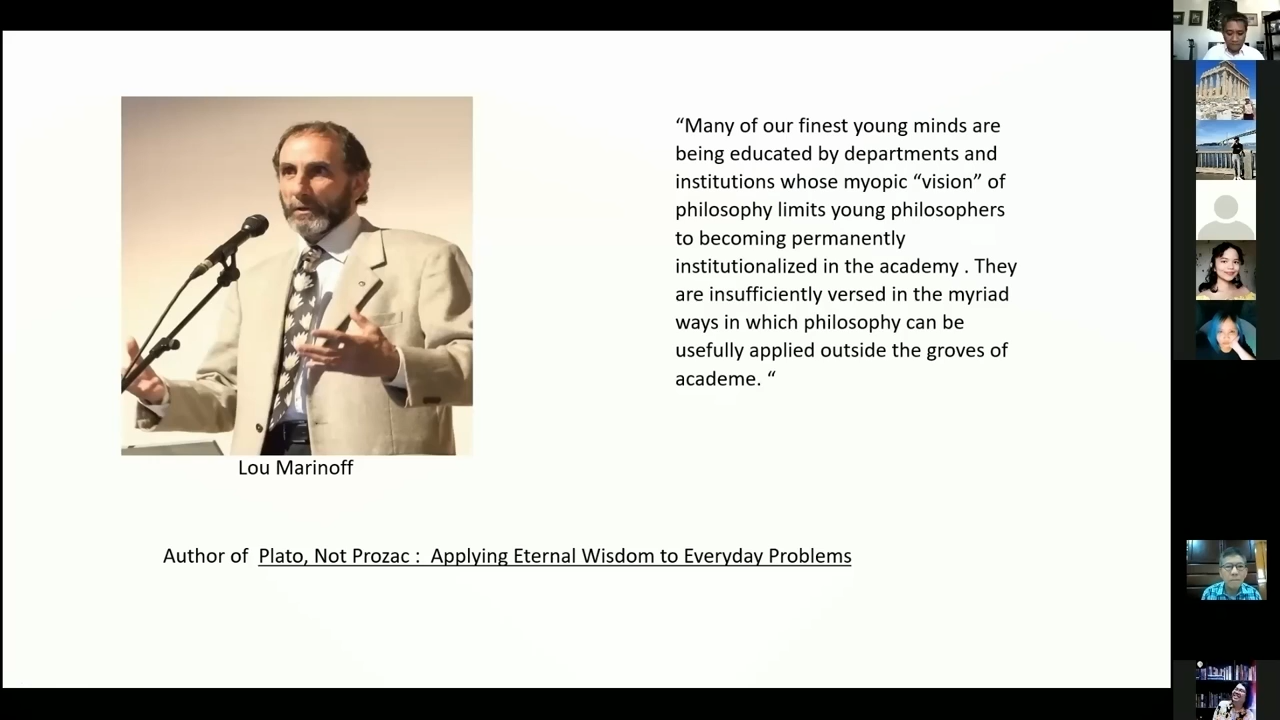 “Many of our finest young minds are
being educated by departments and
institutions whose myopic “vision” of
philosophy limits young philosophers
to becoming permanently
institutionalized in the academy . They
are insufficiently versed in the myriad
ways in which philosophy can be
usefully applied outside the groves of
academe. “
Lou Marinoff
Author of  Plato, Not Prozac :  Applying Eternal Wisdom to Everyday Problems